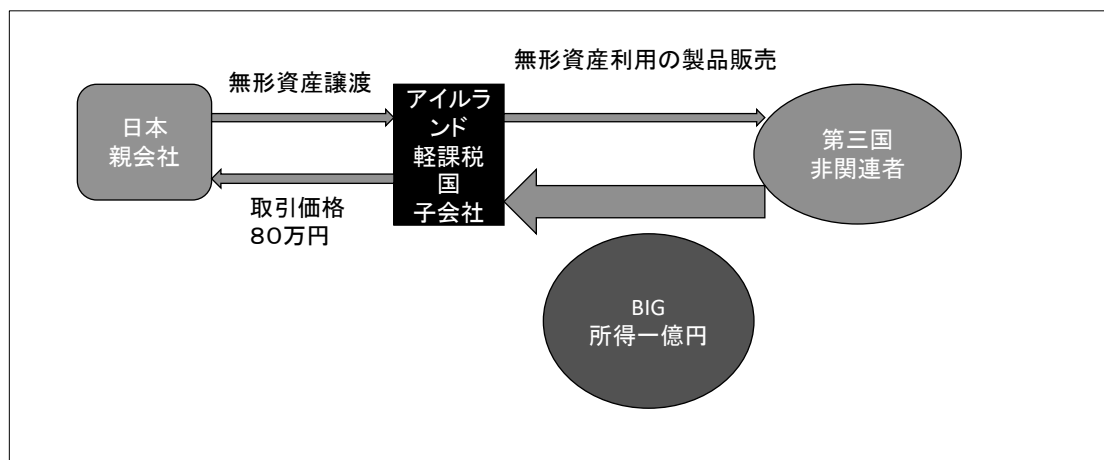 日本
親会社
無形資産譲渡
取引価格
８０万円
アイルラ
ンド
軽課税
国
子会社
無形資産利用の製品販売
第三国
非関連者
BIG
所得一億円